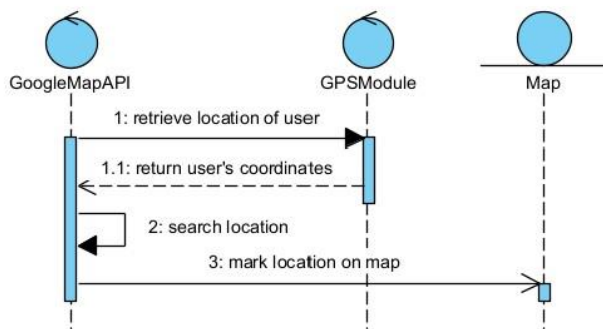 GoogleMapAPI
GPSModule
Map
1: retrieve location of user
1.1: return user's coordinates
2: search location
3: mark location on map